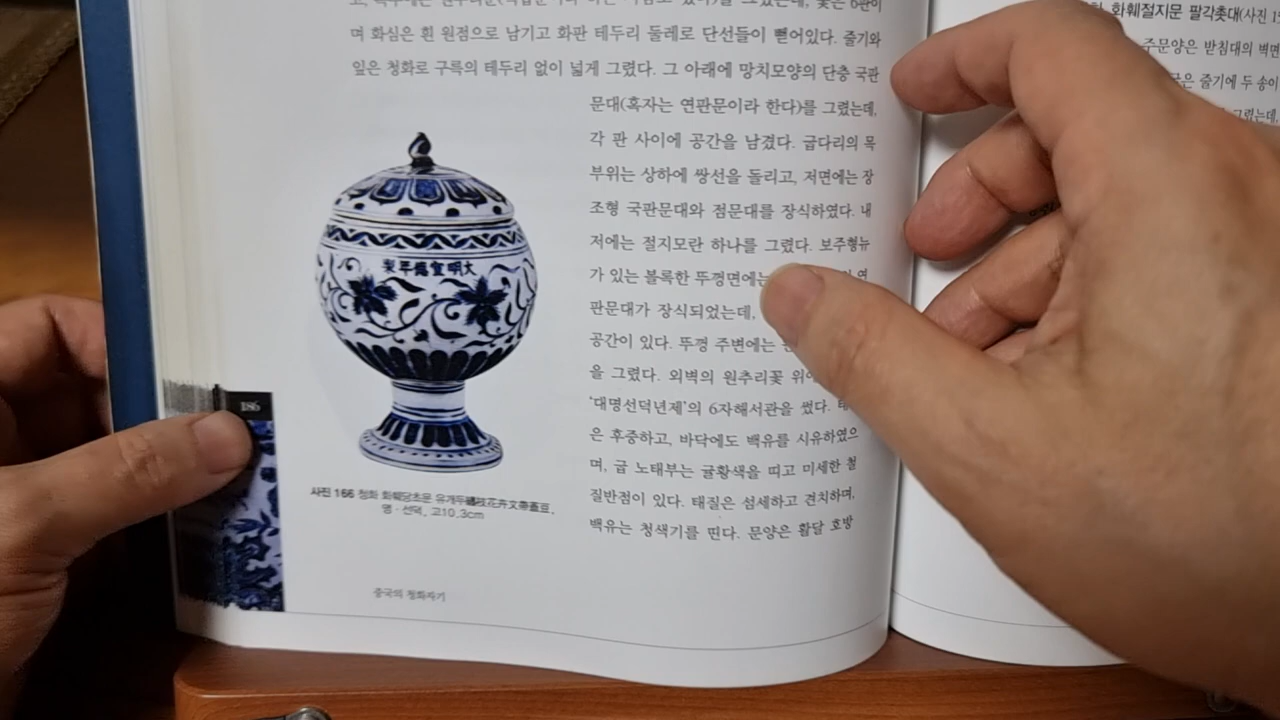 며 화심은 흰 원점으로 남기고 화판 테두리 둘레로 단선들이 뻗어있다. 줄기와
잎은 청화로 구륵의 테두리 없이 넓게 그렸다. 그 아래에 망치모양의 단층 국판
문대(혹자는 연판문이라 한다)를 그렸는데,
각 판 사이에 공간을 남겼다. 굽다리의 목
부위는 상하에 쌍선을 돌리고, 저면에는 장
조형 국판문대와 점문대를 장식하였다. 내
저에는 절지모란 하나를 그렸다. 보주형뉴
가 있는 볼록한 뚜껑면에는 연
판문대가 장식되었는데,
공간이 있다. 뚜껑 주변에는
을 그렸다. 외벽의 원추리꽃 위에
'대명선덕년제'의 6자해서관을 썼다.
은 후중하고, 바닥에도 백유를 시유하였으
며, 굽 노태부는 귤황색을 띠고 미세한 철
질반점이 있다. 태질은 섬세하고 견치하며,
백유는 청색기를 띤다. 문양은 활달 호방
製年德宣明大
사진 166 청화 화훼당초문 유개두
명·선덕, 고10.3cm
186
중국의 청화자기
화훼절지문 팔각촛대(사진
주문양은 받침대의 벽면
은 줄기에 두 송이
그렸는데,